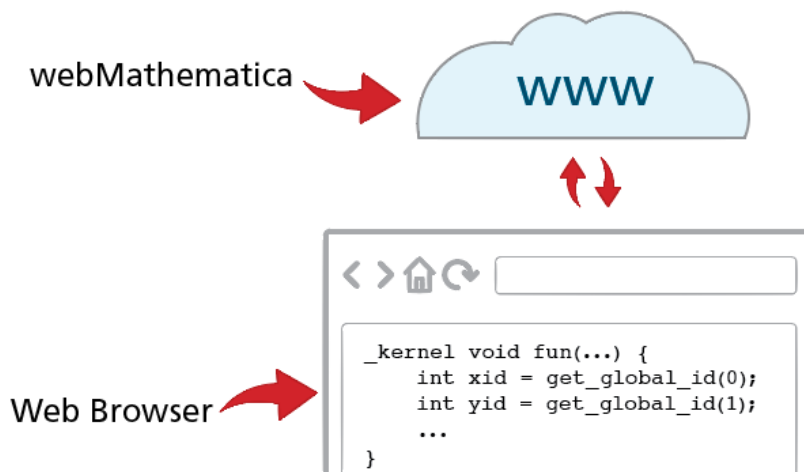 webMathematica
www
_kernel void fun(...) {
int xid = get_global_id(0);
int yid = get_global_id(1);
...
}
Web Browser